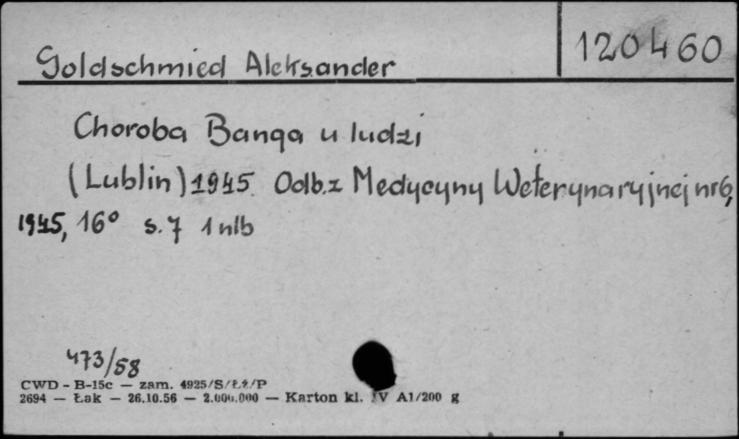 120460
Goldschmied Aleksander
Choroba Banga u ludzi
(Lublin) 1945. Odb. z Medycyny Weterynaryjnej nr 6,
1945, 16° s. 7 1 nlb
473/58
CWD - B-15c — zam. 4925/S/Łż/P
2694 — Łak — 26.10.56 — 2.000.000 — Karton kl. IV A1/200 g